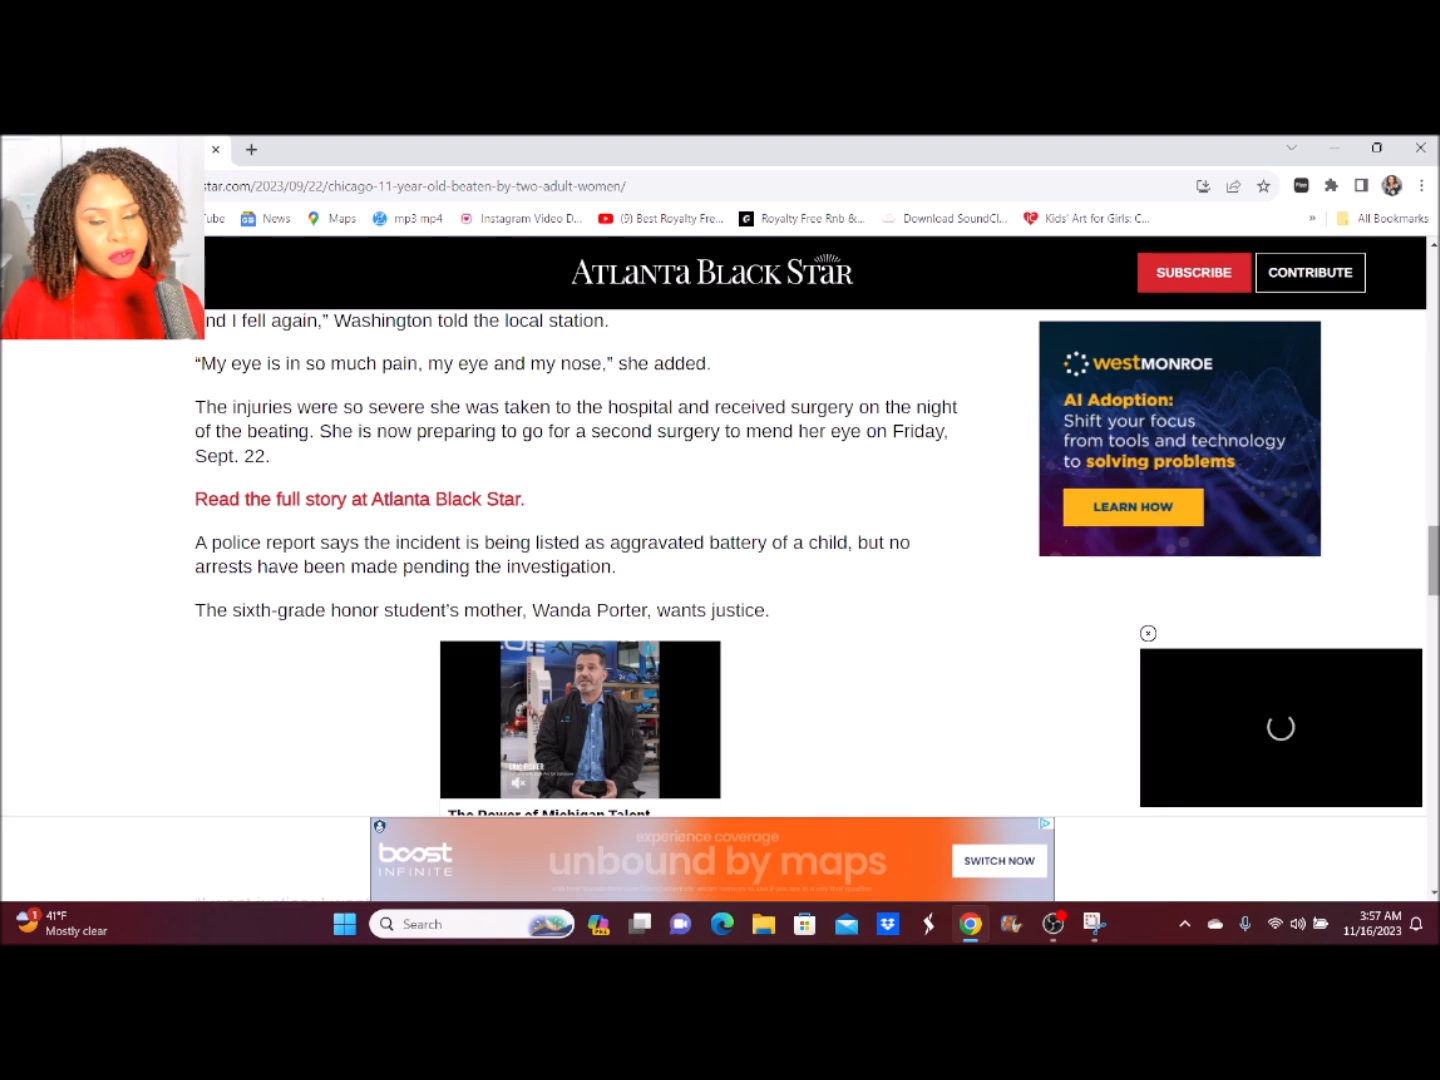 star.com/2023/09/22/chicago-11-year-old-beaten-by-two-adult-women/
News
Maps
mp3 mp4
Instagram Video D...
(9) Best Royalty Fre...
Royalty Free Rnb &...
Download SoundCl...
Kids' Art for Girls: C...
»
All Bookmarks
ATLANTA BLACK STAR
SUBSCRIBE
CONTRIBUTE
and I fell again,” Washington told the local station.
“My eye is in so much pain, my eye and my nose,” she added.
The injuries were so severe she was taken to the hospital and received surgery on the night
of the beating. She is now preparing to go for a second surgery to mend her eye on Friday,
Sept. 22.
Read the full story at Atlanta Black Star.
A police report says the incident is being listed as aggravated battery of a child, but no
arrests have been made pending the investigation.
The sixth-grade honor student’s mother, Wanda Porter, wants justice.
westMONROE
AI Adoption:
Shift your focus
from tools and technology
to solving problems
LEARN HOW
The Power of Michigan Talent
boost
INFINITE
experience coverage
unbound by maps
SWITCH NOW
1
41°F
Mostly clear
Search
3:57 AM
11/16/2023